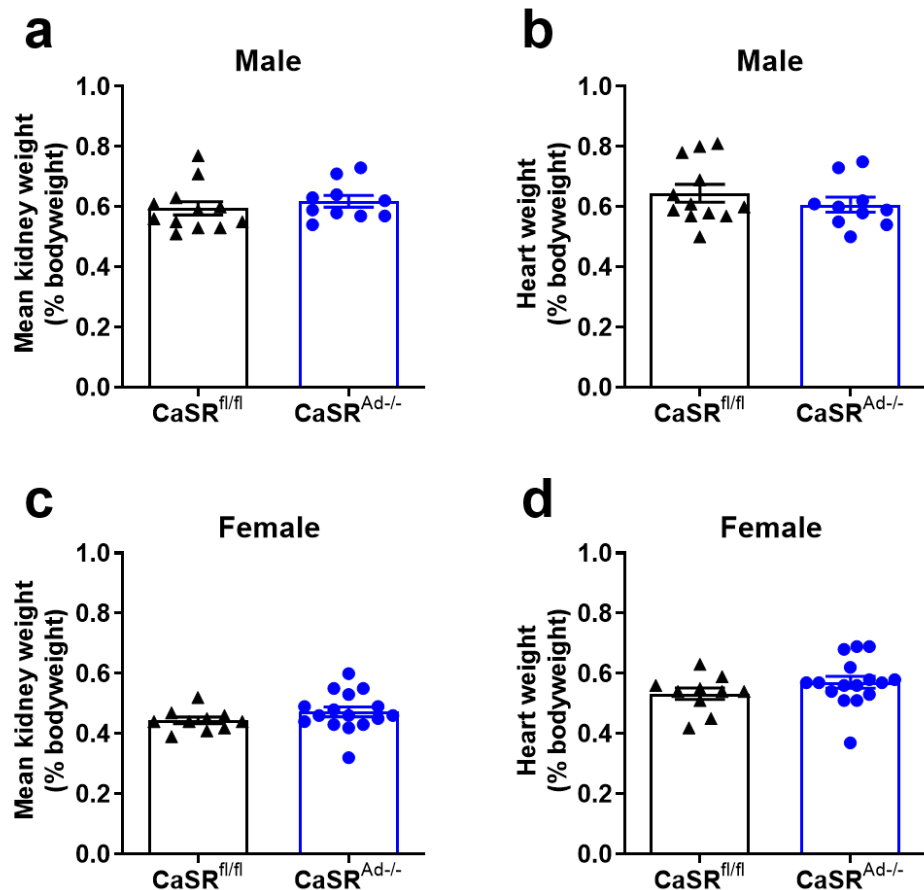 a
Male
Mean kidney weight
(% bodyweight)
1.0
0.8
0.6
0.4
0.2
0.0
CaSR^fl/fl CaSR^Ad-/-
b
Male
Heart weight
(% bodyweight)
1.0
0.8
0.6
0.4
0.2
0.0
CaSR^fl/fl CaSR^Ad-/-
c
Female
Mean kidney weight
(% bodyweight)
1.0
0.8
0.6
0.4
0.2
0.0
CaSR^fl/fl CaSR^Ad-/-
d
Female
Heart weight
(% bodyweight)
1.0
0.8
0.6
0.4
0.2
0.0
CaSR^fl/fl CaSR^Ad-/-